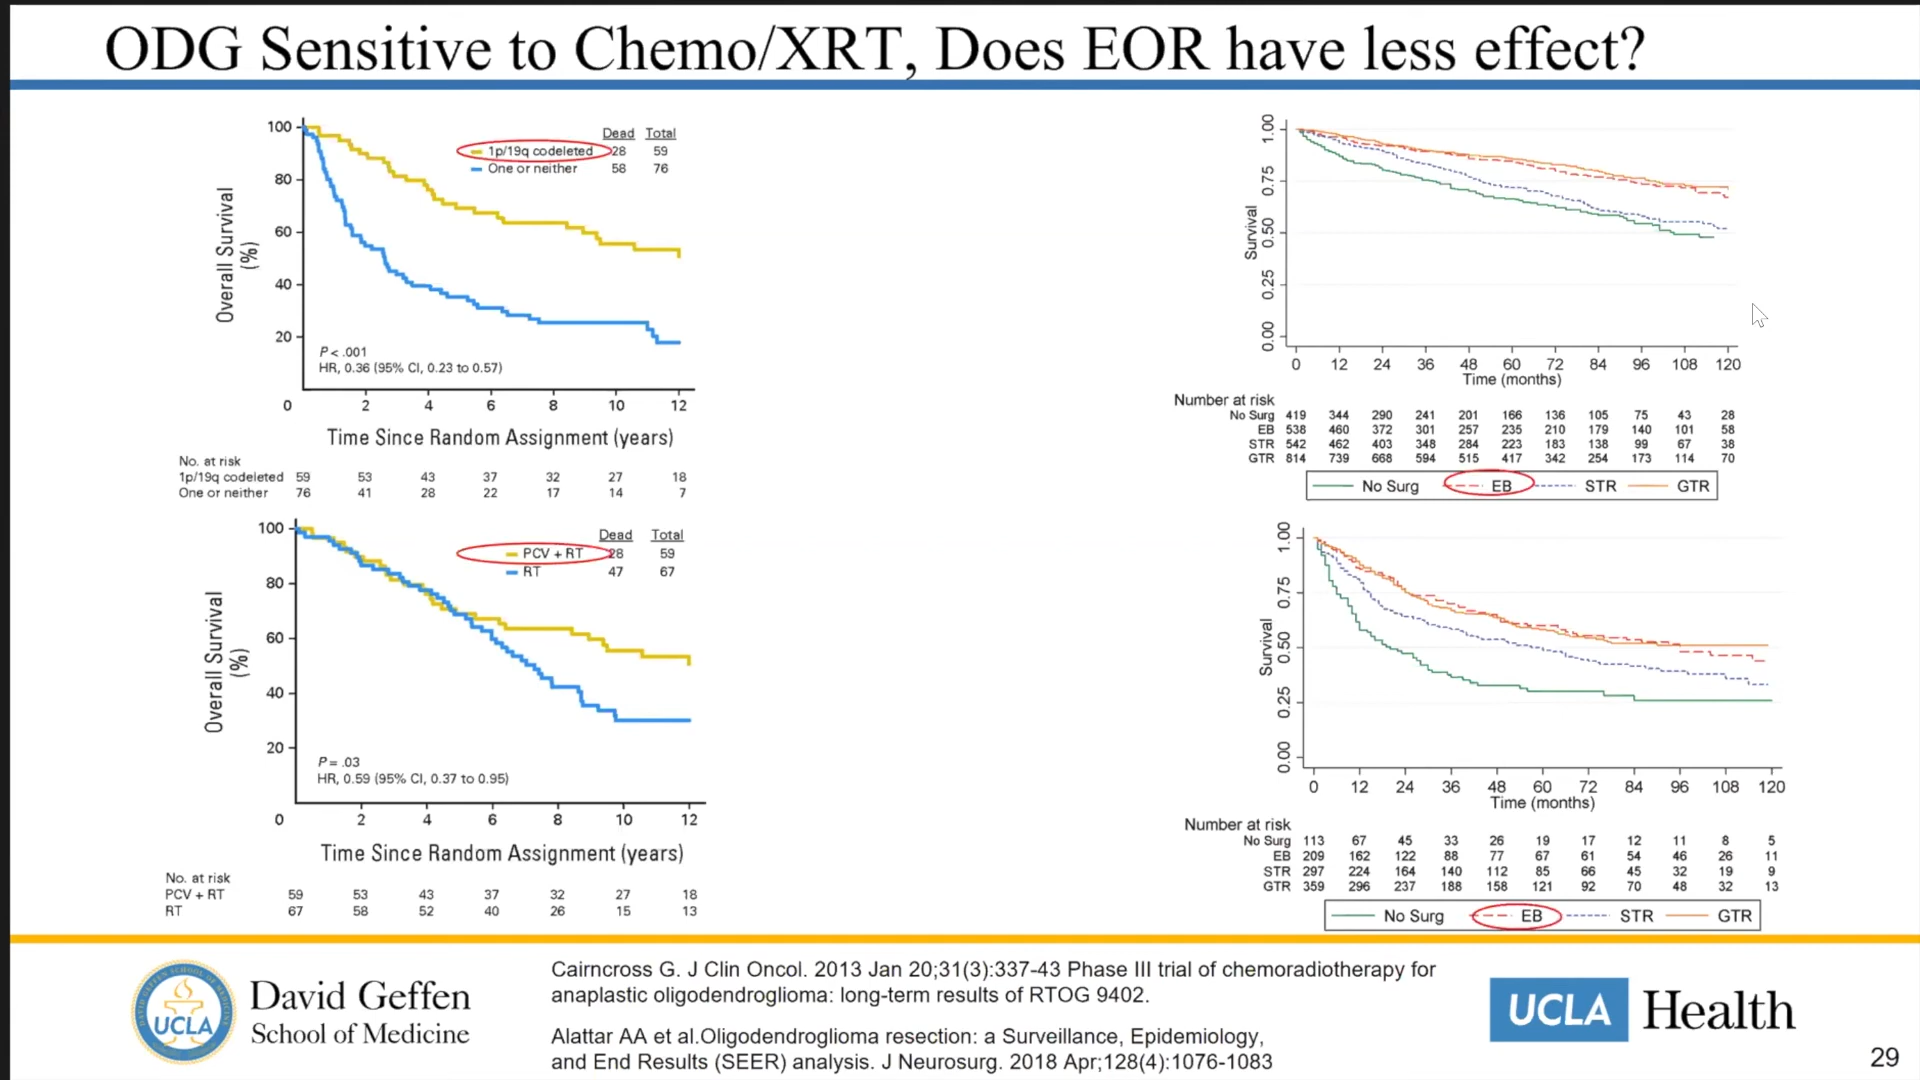 ODG Sensitive to Chemo/XRT, Does EOR have less effect?
100
80
60
40
20
Overall Survival
(%)
Dead Total
1p/19q codeleted 28 59
One or neither 58 76
P < .001
HR, 0.36 (95% CI, 0.23 to 0.57)
0 2 4 6 8 10 12
Time Since Random Assignment (years)
No. at risk
1p/19q codeleted 59 53 43 37 32 27 18
One or neither 76 41 28 22 17 14 7
100
80
60
40
20
Overall Survival
(%)
Dead Total
PCV + RT 28 59
RT 47 67
P = .03
HR, 0.59 (95% CI, 0.37 to 0.95)
0 2 4 6 8 10 12
Time Since Random Assignment (years)
No. at risk
PCV + RT 59 53 43 37 32 27 18
RT 67 58 52 40 26 15 13
1.00
0.75
0.50
0.25
0.00
Survival
0 12 24 36 48 60 72 84 96 108 120
Time (months)
Number at risk
No Surg 419 344 290 241 201 166 136 105 75 43 28
EB 538 460 372 301 257 235 210 179 140 101 58
STR 542 462 403 348 284 223 183 138 99 67 38
GTR 814 739 668 594 515 417 342 254 173 114 70
No Surg EB STR GTR
1.00
0.75
0.50
0.25
0.00
Survival
0 12 24 36 48 60 72 84 96 108 120
Time (months)
Number at risk
No Surg 113 67 45 33 26 19 17 12 11 8 5
EB 209 162 122 88 77 67 61 54 46 26 11
STR 297 224 164 140 112 85 66 45 32 19 9
GTR 359 296 237 188 158 121 92 70 48 32 13
No Surg EB STR GTR
UCLA
David Geffen
School of Medicine
Cairncross G. J Clin Oncol. 2013 Jan 20;31(3):337-43 Phase III trial of chemoradiotherapy for
anaplastic oligodendroglioma: long-term results of RTOG 9402.
Alattar AA et al.Oligodendroglioma resection: a Surveillance, Epidemiology,
and End Results (SEER) analysis. J Neurosurg. 2018 Apr;128(4):1076-1083
UCLA Health
29